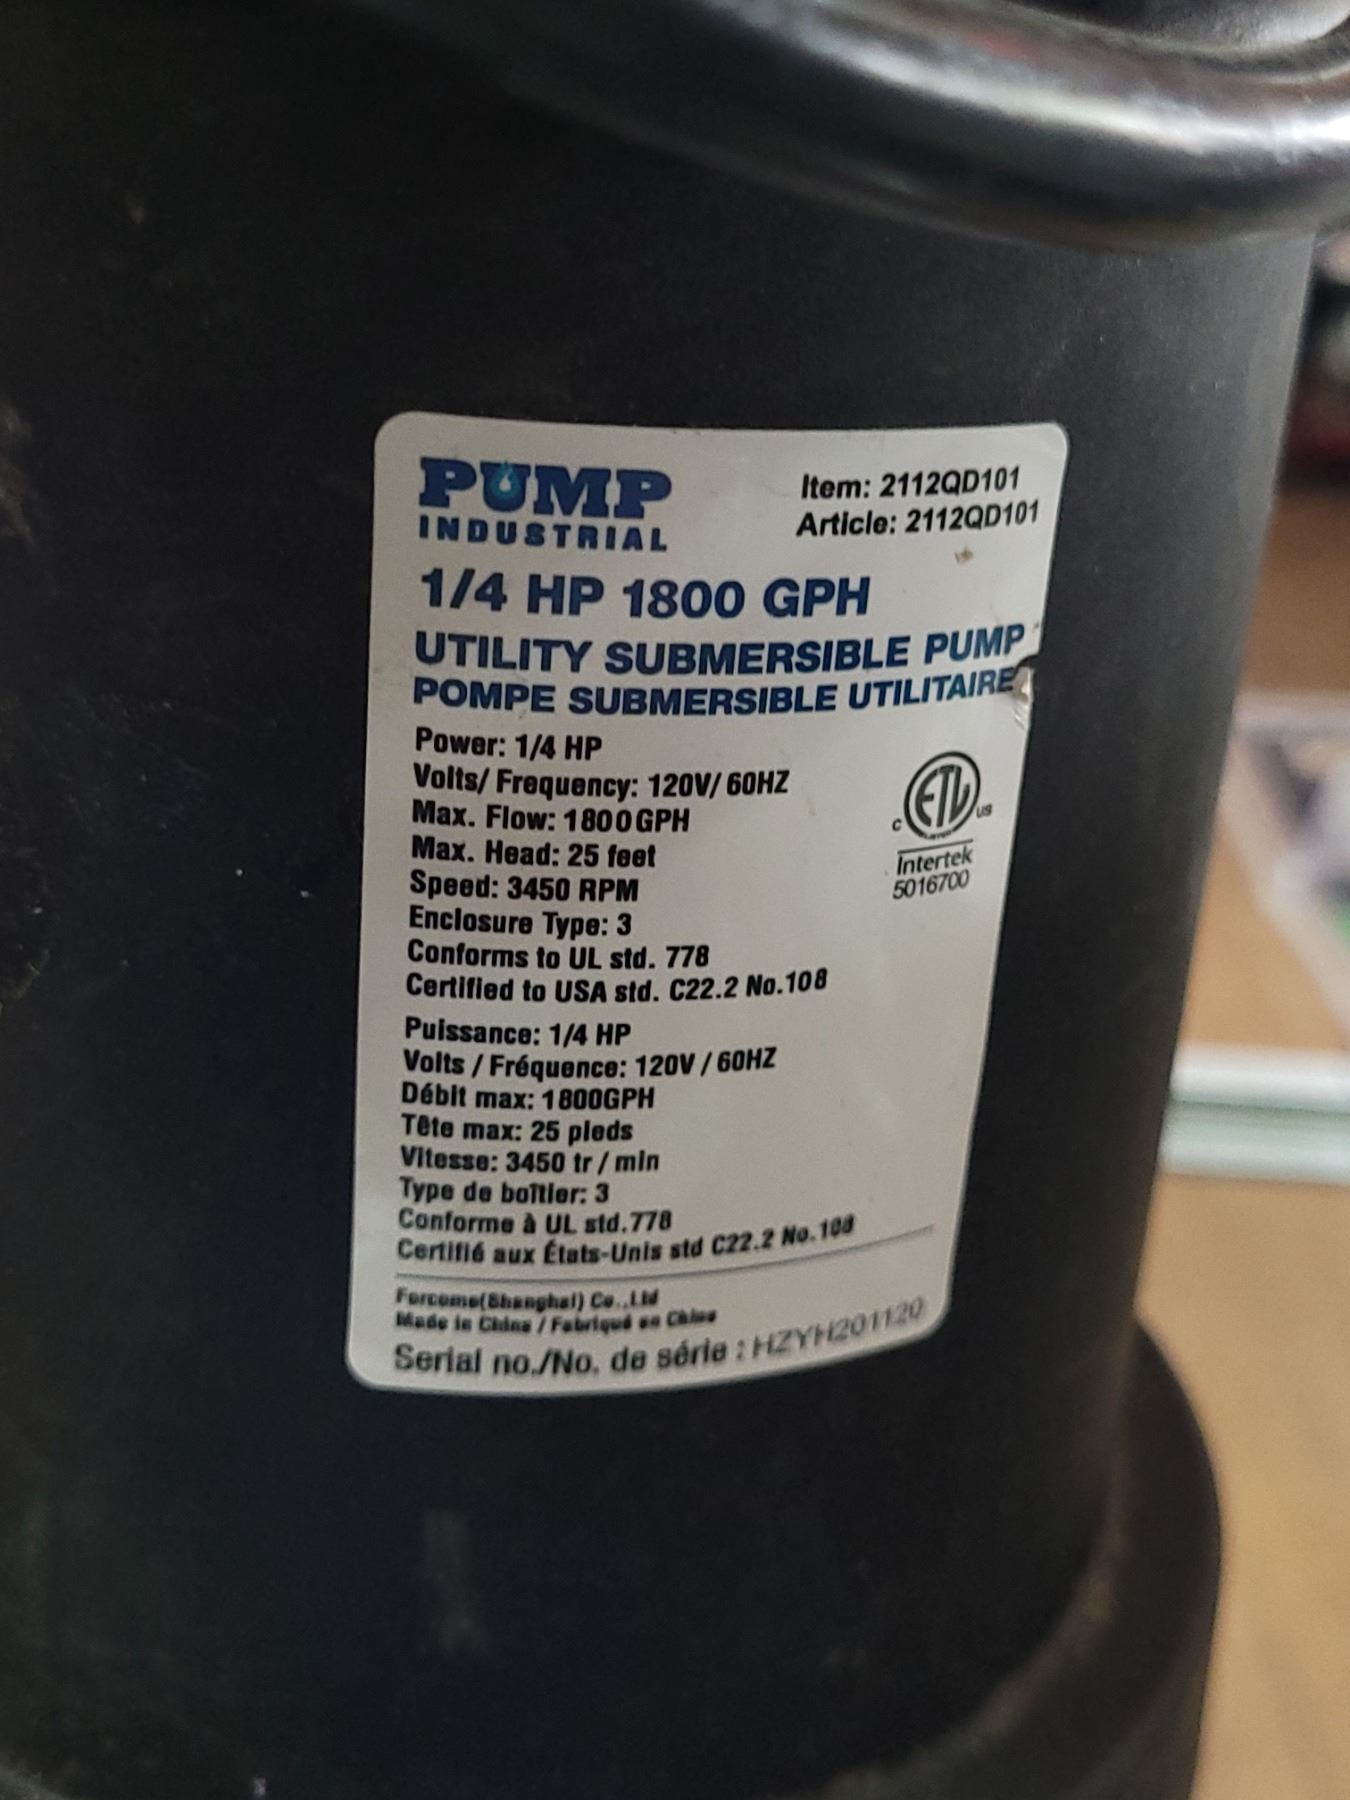 PUMP
INDUSTRIAL
Item: 2112QD101
Article: 2112QD101
1/4 HP 1800 GPH
UTILITY SUBMERSIBLE PUMP
POMPE SUBMERSIBLE UTILITAIRE
Power: 1/4 HP
Volts/ Frequency: 120V/ 60HZ
Max. Flow: 1800GPH
Max. Head: 25 feet
Speed: 3450 RPM
Enclosure Type: 3
Conforms to UL std. 778
Certified to USA std. C22.2 No.108
C ETL US
LISTED
Intertek
5016700
Puissance: 1/4 HP
Volts / Fréquence: 120V / 60HZ
Débit max: 1800GPH
Tête max: 25 pieds
Vitesse: 3450 tr / min
Type de boîtier: 3
Conforme à UL std.778
Certifié aux États-Unis std C22.2 No.108
Forcome(Shanghai) Co.,Ltd
Made in China / Fabriqué en Chine
Serial no./No. de série : HZYH201120